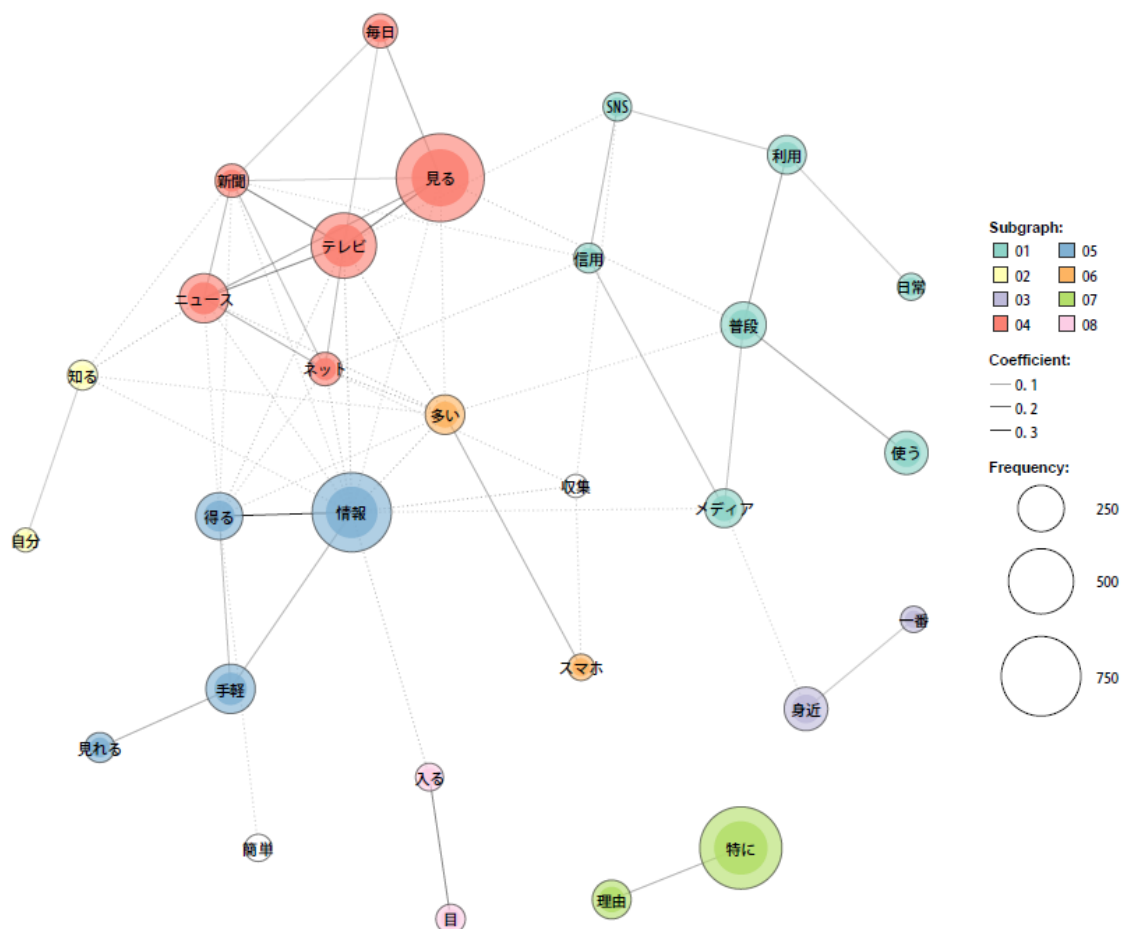 毎日
SNS
利用
新聞
見る
テレビ
信用
日常
ニュース
普段
ネット
知る
多い
使う
収集
メディア
得る
情報
自分
一番
スマホ
手軽
身近
見れる
入る
簡単
特に
理由
目
Subgraph:
01 05
02 06
03 07
04 08
Coefficient:
0.1
0.2
0.3
Frequency:
250
500
750